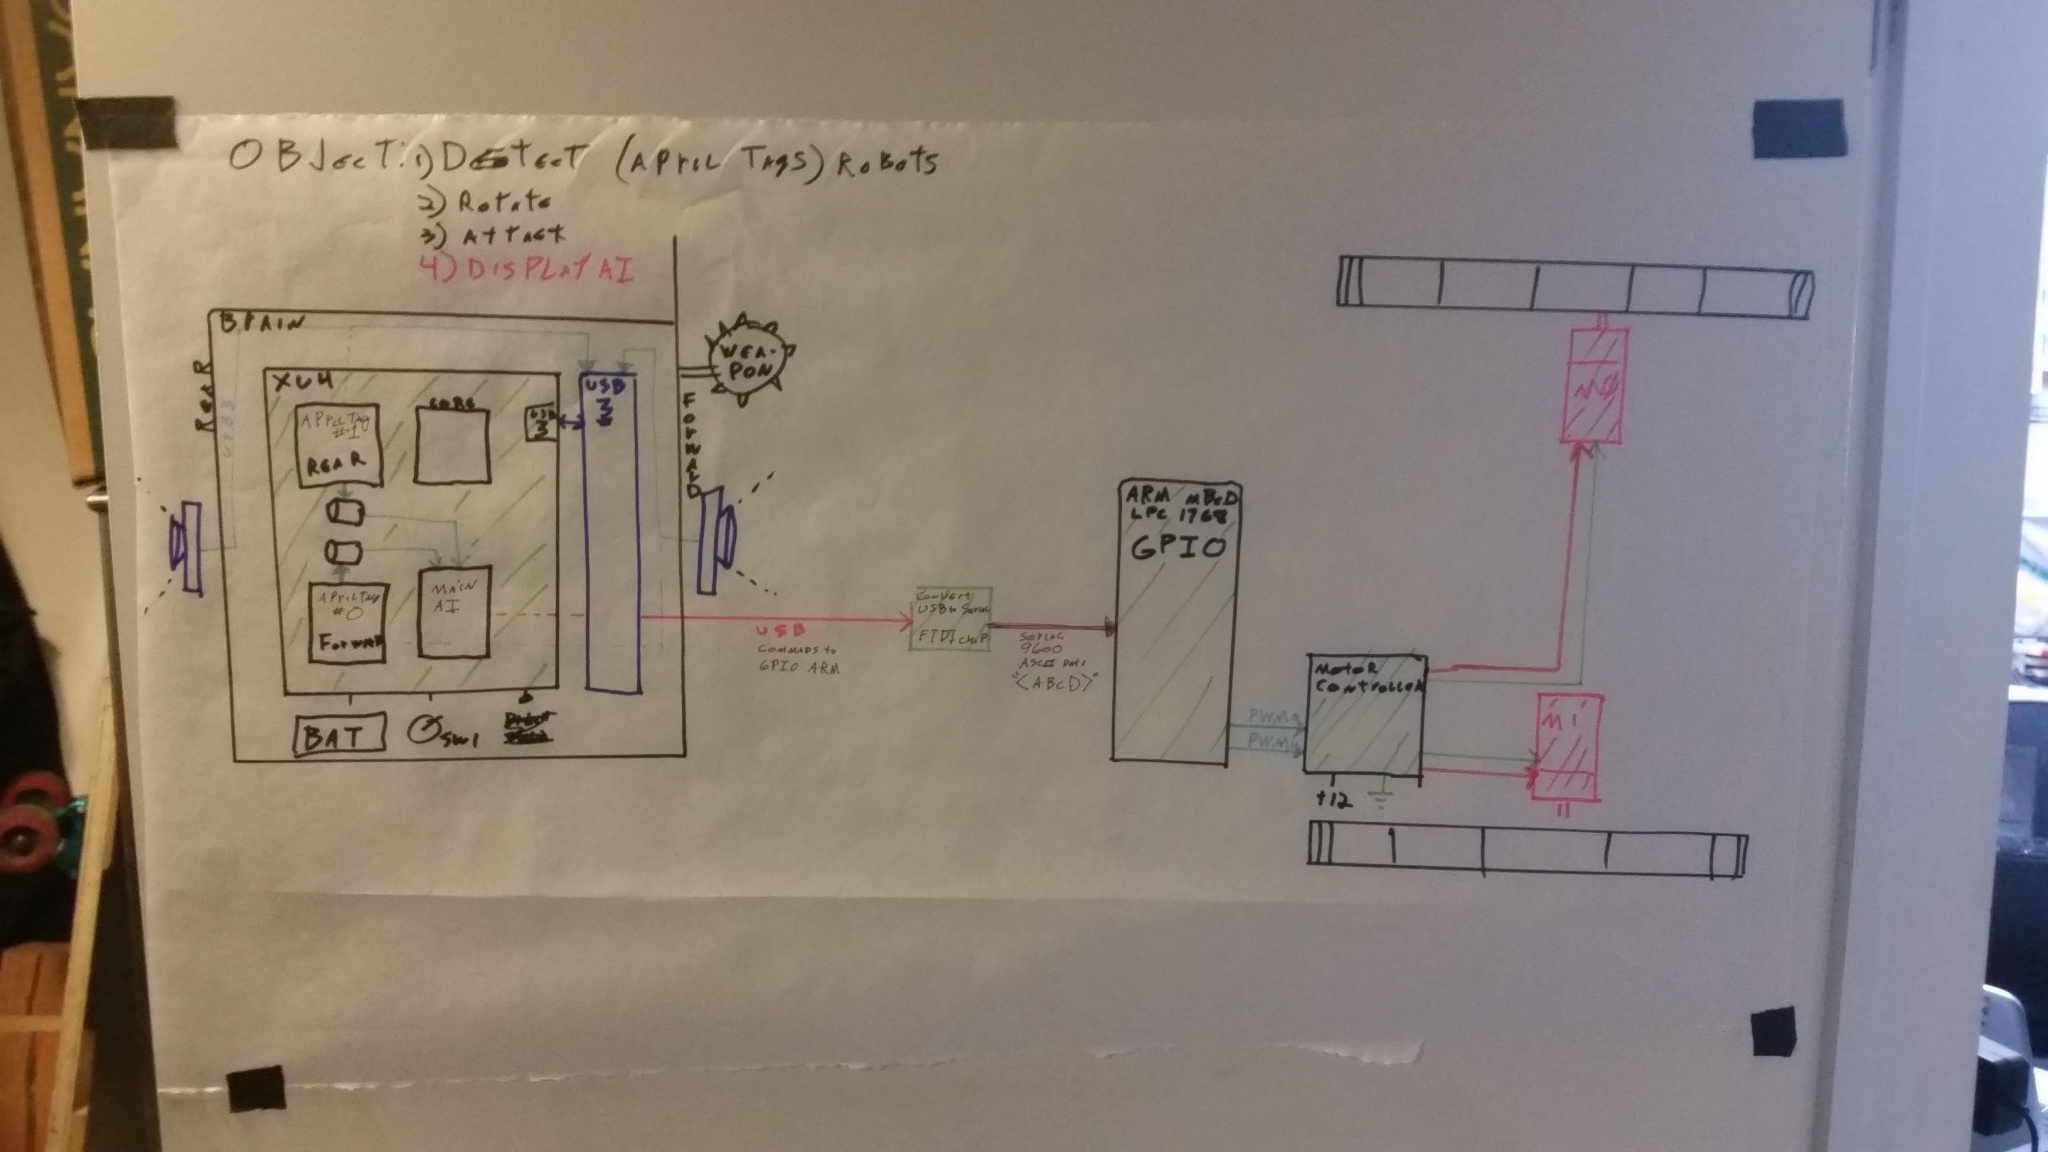 OBJECT: 1) DETECT (APRIL TAGS) ROBOTS
2) ROTATE
3) ATTACK
4) DISPLAY AI
BRAIN
REAR
XU4
APRIL TAG
#1
REAR
CORE
USB
3
USB
3
WEA-
PON
FORWARD
APRIL TAG
#0
FORWARD
MAIN
AI
BAT
SW1
USB
COMMANDS to
GPIO ARM
Convert
USB to Serial
FTDI chip
SERIAL
9600
ASCII DATA
"<ABCD>"
ARM MBED
LPC 1768
GPIO
PWM
PWM
MOTOR
CONTROLLER
+12
M0
M1